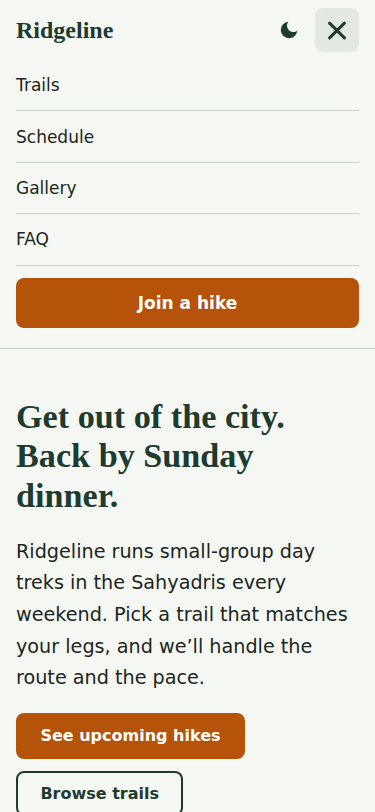 Ridgeline
Trails
Schedule
Gallery
FAQ
Join a hike
Get out of the city.
Back by Sunday
dinner.
Ridgeline runs small-group day
treks in the Sahyadris every
weekend. Pick a trail that matches
your legs, and we’ll handle the
route and the pace.
See upcoming hikes
Browse trails